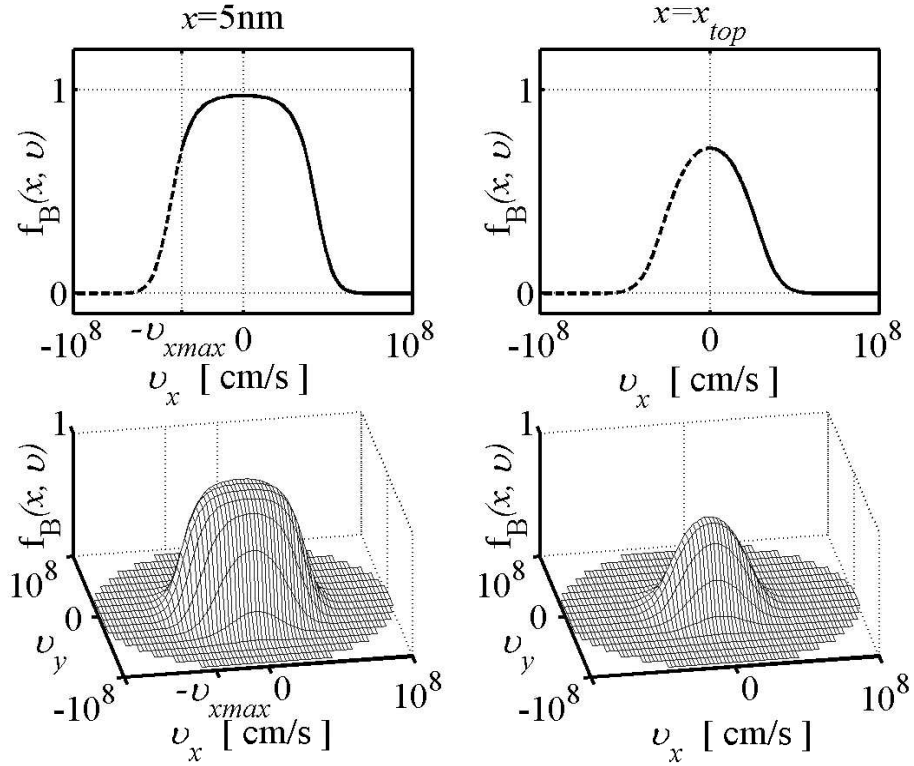 x=5nm
1
f_B(x, υ)
0
-10^8 -υ_xmax 0 10^8
υ_x [ cm/s ]
x=x_top
1
f_B(x, υ)
0
-10^8 0 10^8
υ_x [ cm/s ]
1
f_B(x, υ)
10^8
0
υ_y
-10^8
-υ_xmax 0 10^8
υ_x [ cm/s ]
1
f_B(x, υ)
10^8
0
υ_y
-10^8
0 10^8
υ_x [ cm/s ]